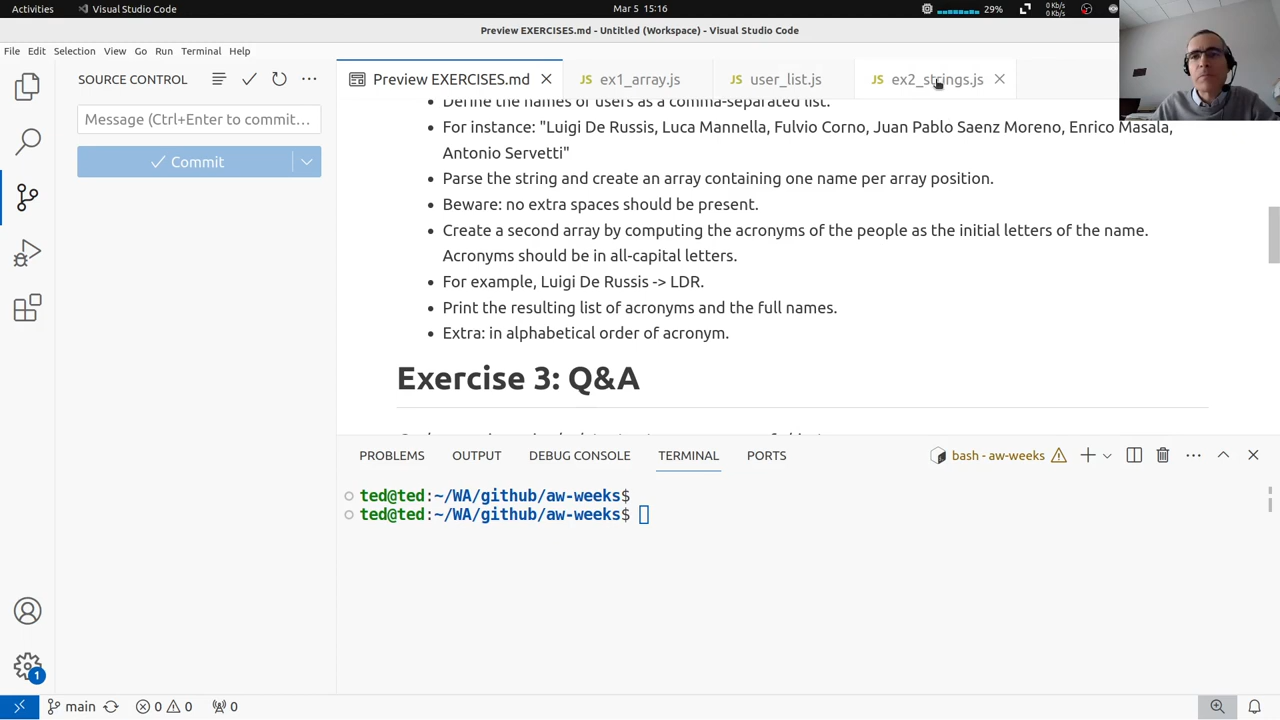 Activities Visual Studio Code Mar 5 15:16 29% 0 Kb/s 0 Kb/s
Preview EXERCISES.md - Untitled (Workspace) - Visual Studio Code
File Edit Selection View Go Run Terminal Help
SOURCE CONTROL
Preview EXERCISES.md JS ex1_array.js JS user_list.js JS ex2_strings.js
Message (Ctrl+Enter to commit...
Commit
• Define the names of users as a comma-separated list.
• For instance: "Luigi De Russis, Luca Mannella, Fulvio Corno, Juan Pablo Saenz Moreno, Enrico Masala,
Antonio Servetti"
• Parse the string and create an array containing one name per array position.
• Beware: no extra spaces should be present.
• Create a second array by computing the acronyms of the people as the initial letters of the name.
Acronyms should be in all-capital letters.
• For example, Luigi De Russis -> LDR.
• Print the resulting list of acronyms and the full names.
• Extra: in alphabetical order of acronym.
Exercise 3: Q&A
PROBLEMS OUTPUT DEBUG CONSOLE TERMINAL PORTS bash - aw-weeks
ted@ted:~/WA/github/aw-weeks$
ted@ted:~/WA/github/aw-weeks$
1
main 0 0 0